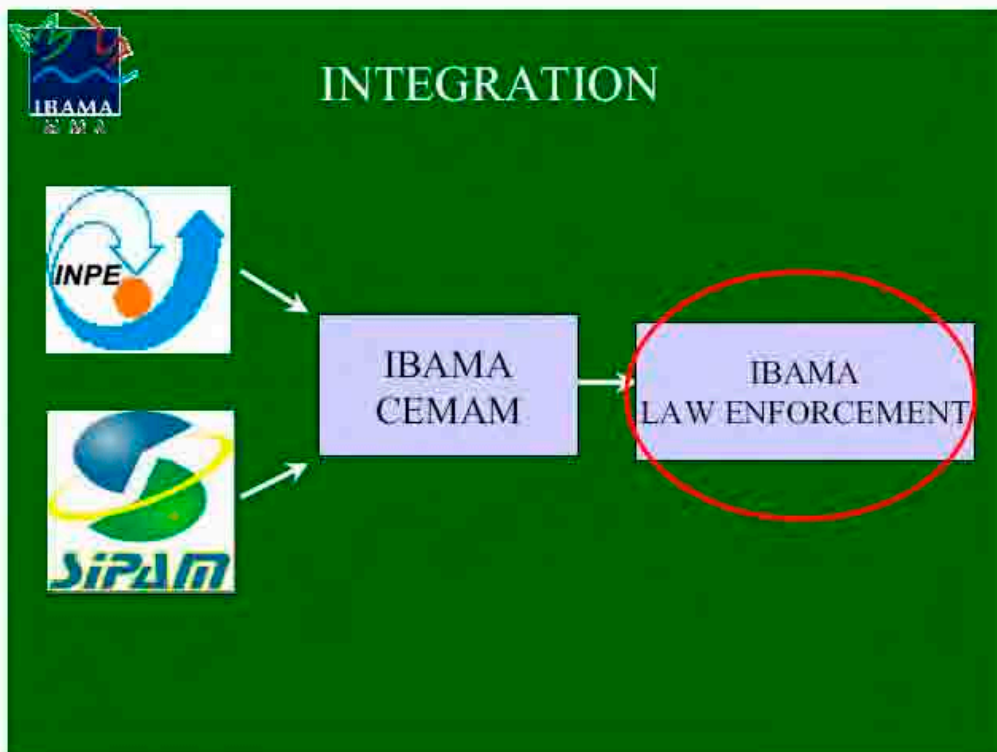 IBAMA
M M A
INTEGRATION
INPE
SIPAM
IBAMA
CEMAM
IBAMA
LAW ENFORCEMENT